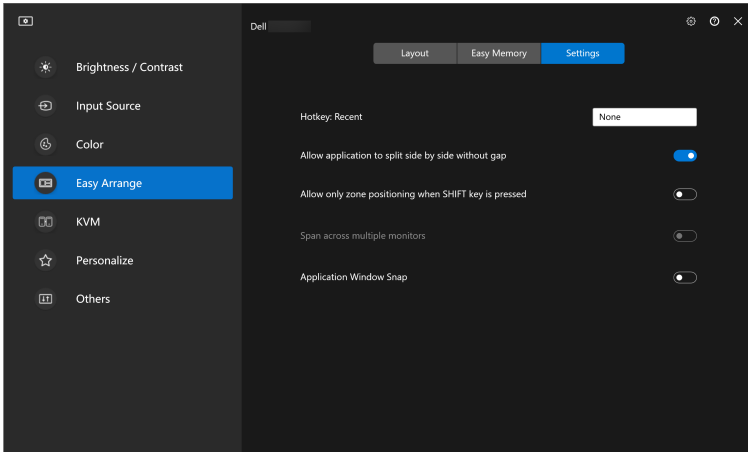 Dell
Brightness / Contrast
Input Source
Color
Easy Arrange
KVM
Personalize
Others
Layout
Easy Memory
Settings
Hotkey: Recent
None
Allow application to split side by side without gap
Allow only zone positioning when SHIFT key is pressed
Span across multiple monitors
Application Window Snap